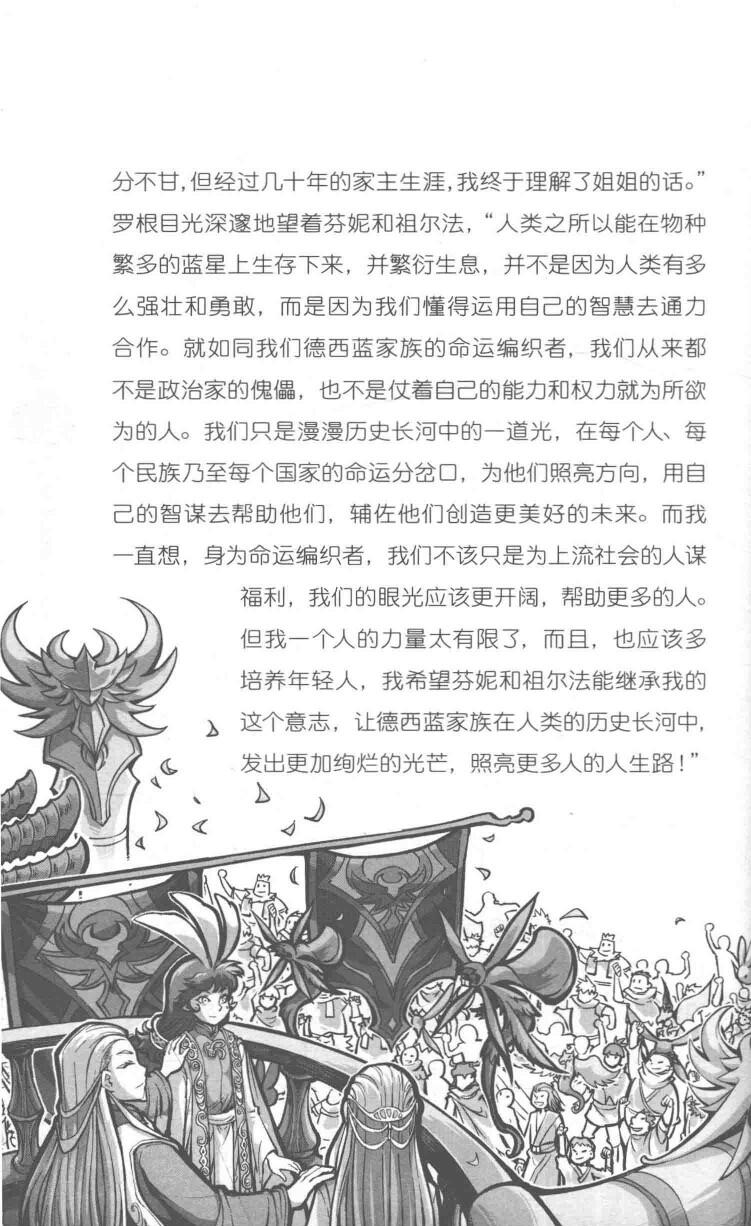 分不甘,但经过几十年的家主生涯,我终于理解了姐姐的话。”
罗根目光深邃地望着芬妮和祖尔法，“人类之所以能在物种
繁多的蓝星上生存下来，并繁衍生息，并不是因为人类有多
么强壮和勇敢，而是因为我们懂得运用自己的智慧去通力
合作。就如同我们德西蓝家族的命运编织者，我们从来都
不是政治家的傀儡，也不是仗着自己的能力和权力就为所欲
为的人。我们只是漫漫历史长河中的一道光，在每个人、每
个民族乃至每个国家的命运分岔口，为他们照亮方向，用自
己的智谋去帮助他们，辅佐他们创造更美好的未来。而我
一直想，身为命运编织者，我们不该只是为上流社会的人谋
福利，我们的眼光应该更开阔，帮助更多的人。
但我一个人的力量太有限了，而且，也应该多
培养年轻人，我希望芬妮和祖尔法能继承我的
这个意志，让德西蓝家族在人类的历史长河中,
发出更加绚烂的光芒，照亮更多人的人生路！”